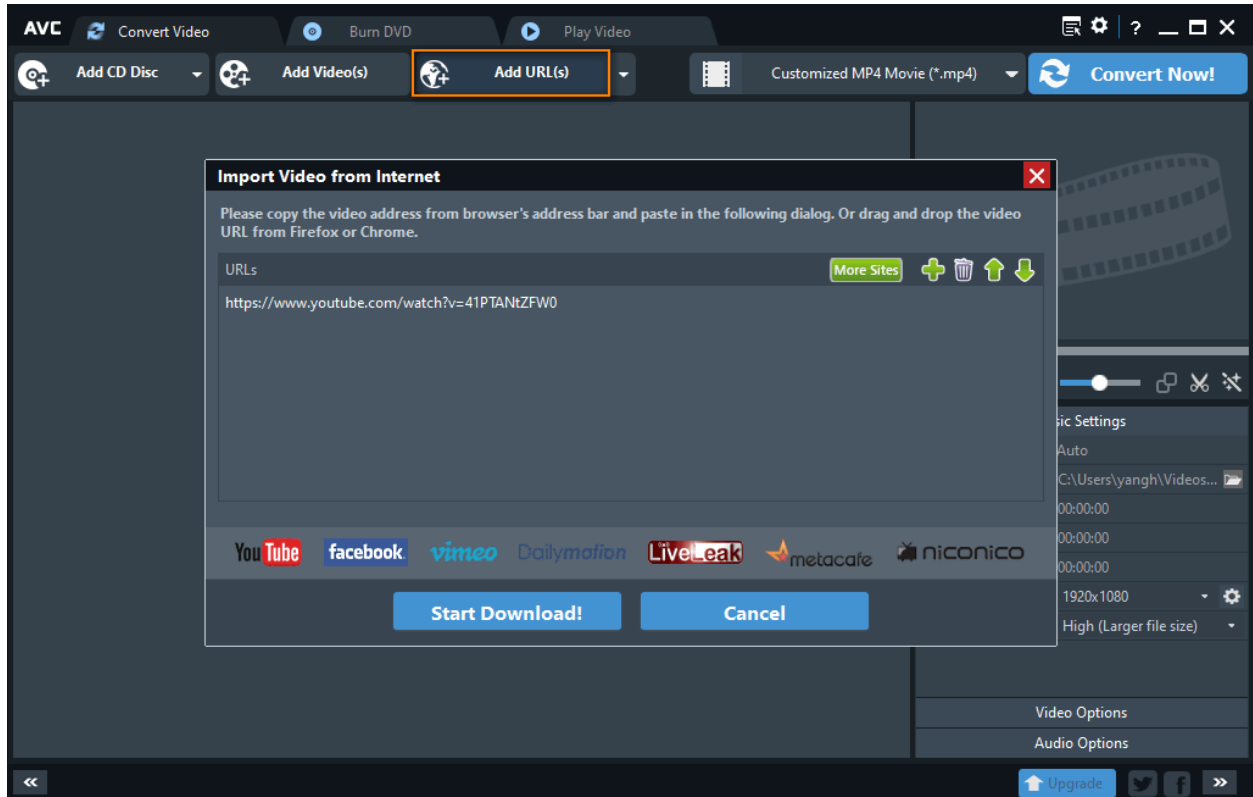 AVC Convert Video Burn DVD Play Video ?
Add CD Disc Add Video(s) Add URL(s) Customized MP4 Movie (*.mp4) Convert Now!
Import Video from Internet
Please copy the video address from browser's address bar and paste in the following dialog. Or drag and drop the video
URL from Firefox or Chrome.
URLs More Sites
https://www.youtube.com/watch?v=41PTANtZFW0
YouTube facebook. vimeo Dailymotion LiveLeak metacafe niconico
Start Download! Cancel
sic Settings
Auto
C:\Users\yangh\Videos...
00:00:00
00:00:00
00:00:00
1920x1080
High (Larger file size)
Video Options
Audio Options
Upgrade